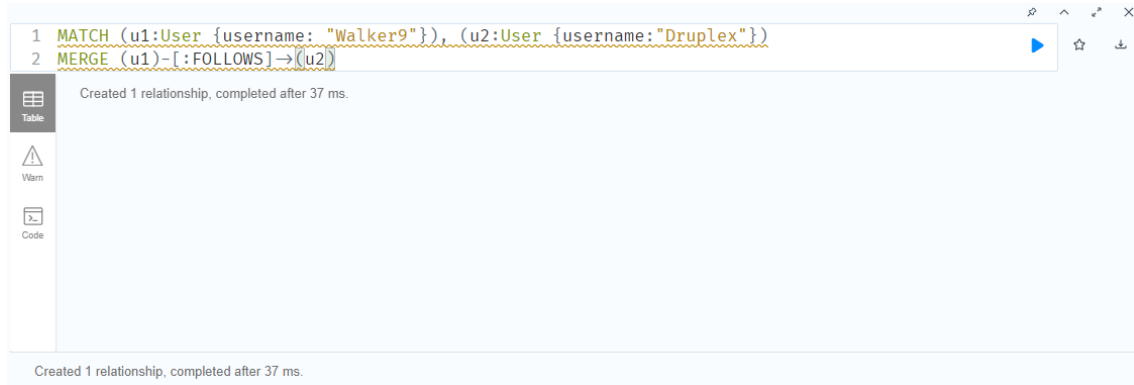 1 MATCH (u1:User {username: "Walker9"}), (u2:User {username:"Druplex"})
2 MERGE (u1)-[:FOLLOWS]->(u2)
Created 1 relationship, completed after 37 ms.
Table
Warn
Code
Created 1 relationship, completed after 37 ms.